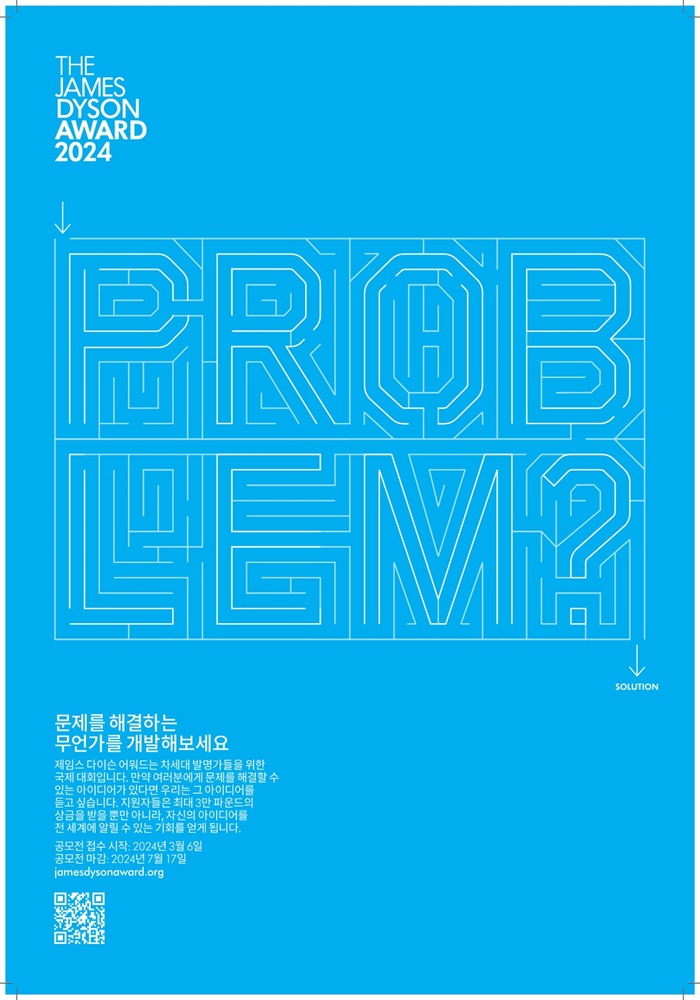 THE
JAMES
DYSON
AWARD
2024
PROB
LEM?
SOLUTION
문제를 해결하는
무언가를 개발해보세요
제임스 다이슨 어워드는 차세대 발명가들을 위한
국제 대회입니다. 만약 여러분에게 문제를 해결할 수
있는 아이디어가 있다면 우리는 그 아이디어를
듣고 싶습니다. 지원자들은 최대 3만 파운드의
상금을 받을 뿐만 아니라, 자신의 아이디어를
전 세계에 알릴 수 있는 기회를 얻게 됩니다.
공모전 접수 시작: 2024년 3월 6일
공모전 마감: 2024년 7월 17일
jamesdysonaward.org